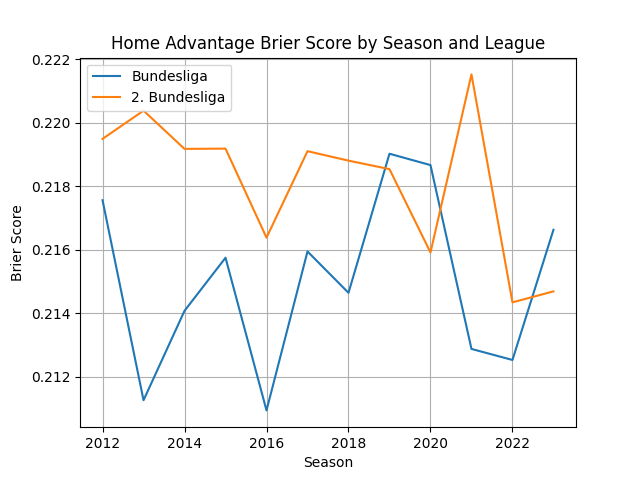 Home Advantage Brier Score by Season and League
Bundesliga
2. Bundesliga
Brier Score
0.222
0.220
0.218
0.216
0.214
0.212
2012 2014 2016 2018 2020 2022
Season